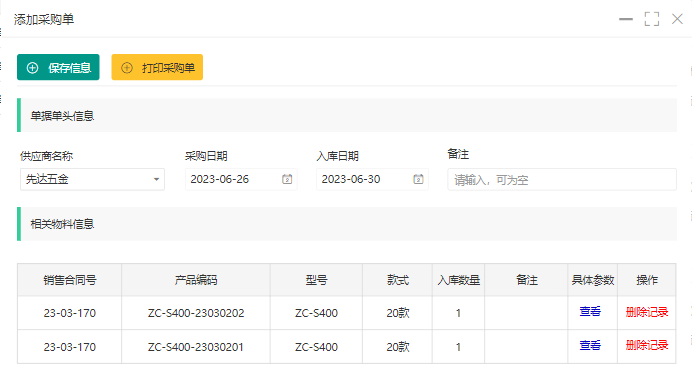 添加采购单
保存信息 打印采购单
单据单头信息
供应商名称 采购日期 入库日期 备注
先达五金 2023-06-26 2023-06-30 请输入，可为空
相关物料信息
销售合同号 产品编码 型号 款式 入库数量 备注 具体参数 操作
23-03-170 ZC-S400-23030202 ZC-S400 20款 1 查看 删除记录
23-03-170 ZC-S400-23030201 ZC-S400 20款 1 查看 删除记录